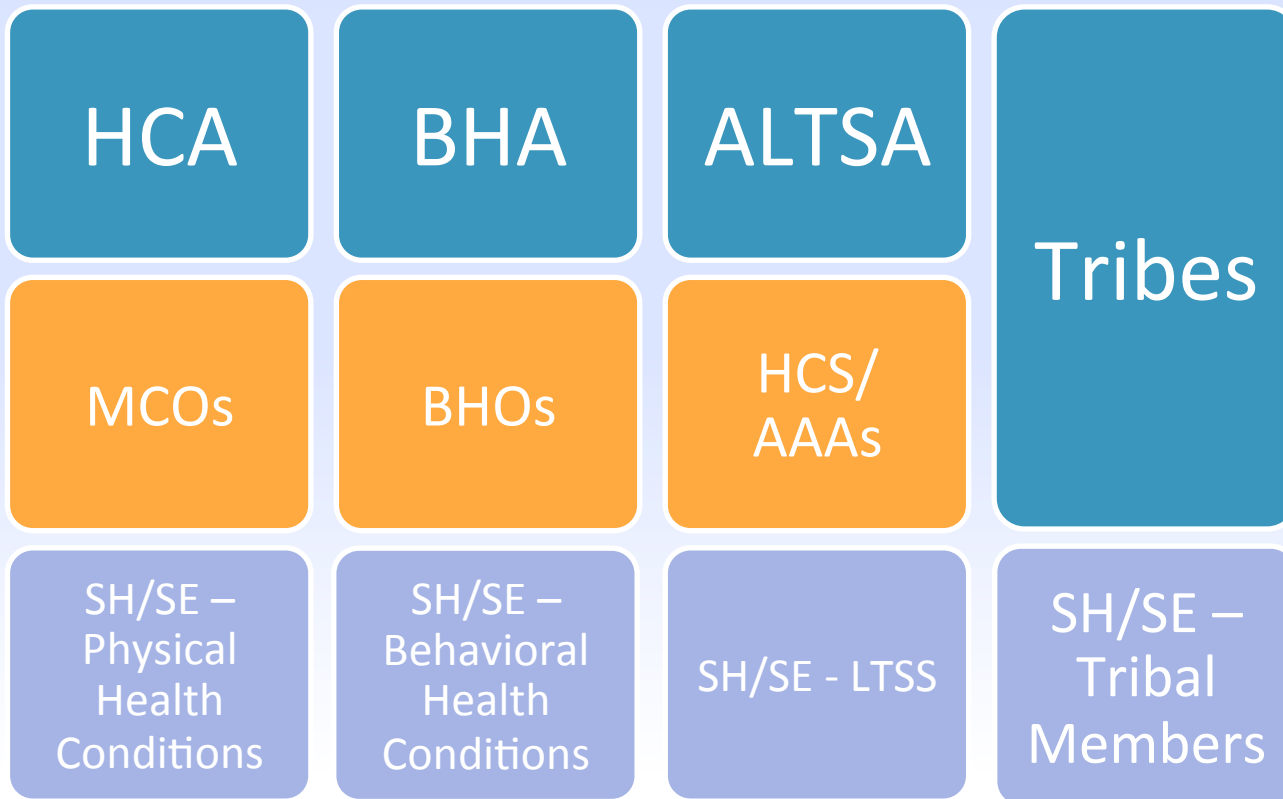 HCA
BHA
ALTSA
Tribes
MCOs
BHOs
HCS/
AAAs
SH/SE –
Physical
Health
Conditions
SH/SE –
Behavioral
Health
Conditions
SH/SE - LTSS
SH/SE –
Tribal
Members